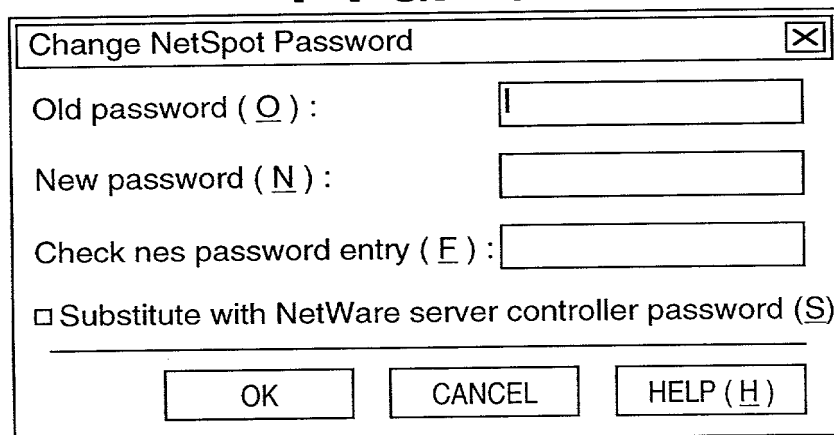 Change NetSpot Password
Old password ( O ) :
New password ( N ) :
Check nes password entry ( F ) :
Substitute with NetWare server controller password (S)
OK CANCEL HELP ( H )